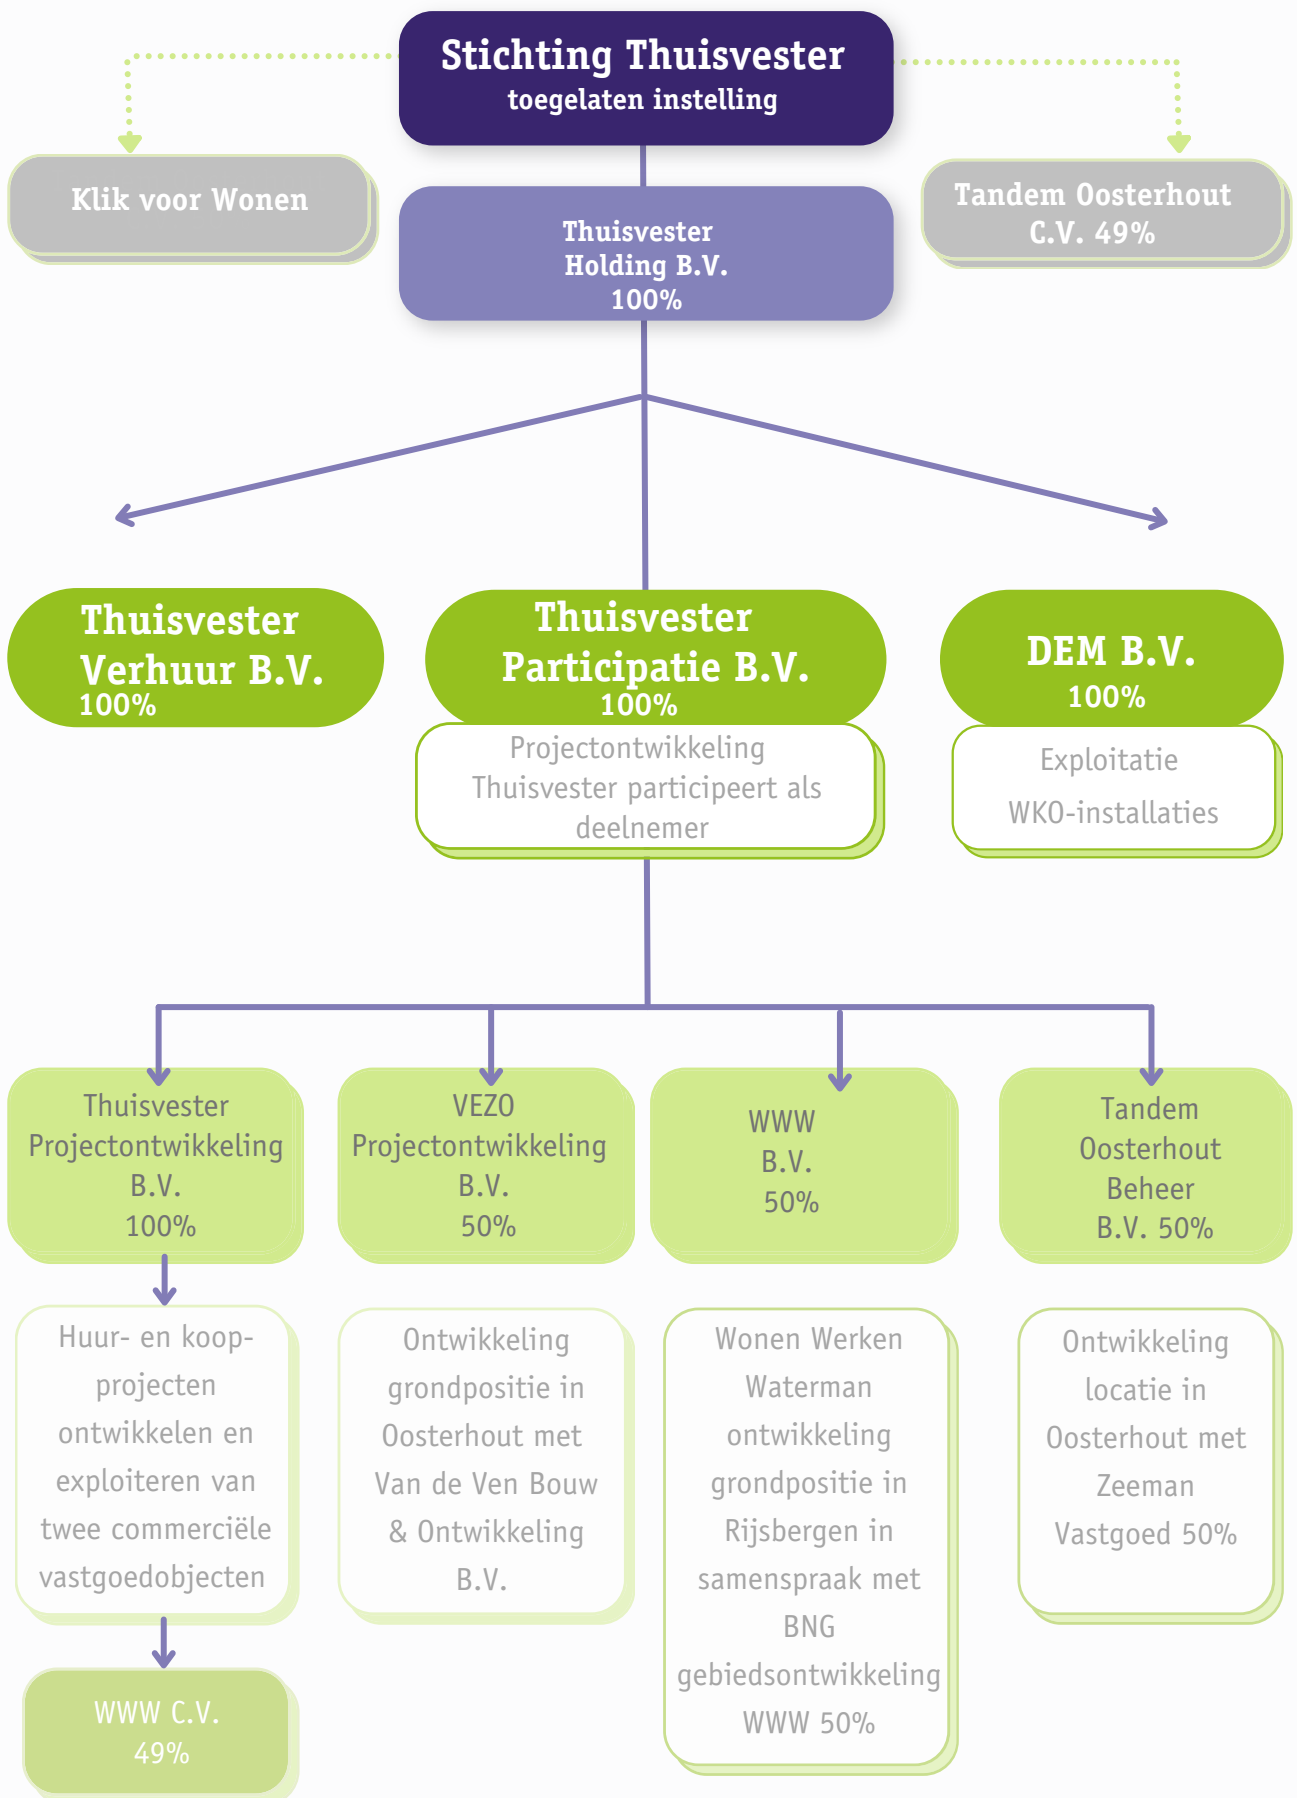 Stichting Thuisvester
toegelaten instelling
Klik voor Wonen
Thuisvester
Holding B.V.
100%
Tandem Oosterhout
C.V. 49%
Thuisvester
Verhuur B.V.
100%
Thuisvester
Participatie B.V.
100%
Projectontwikkeling
Thuisvester participeert als
deelnemer
DEM B.V.
100%
Exploitatie
WKO-installaties
Thuisvester
Projectontwikkeling
B.V.
100%
VEZO
Projectontwikkeling
B.V.
50%
WWW
B.V.
50%
Tandem
Oosterhout
Beheer
B.V. 50%
Huur- en koop-
projecten
ontwikkelen en
exploiteren van
twee commerciële
vastgoedobjecten
Ontwikkeling
grondpositie in
Oosterhout met
Van de Ven Bouw
& Ontwikkeling
B.V.
Wonen Werken
Waterman
ontwikkeling
grondpositie in
Rijsbergen in
samenspraak met
BNG
gebiedsontwikkeling
WWW 50%
Ontwikkeling
locatie in
Oosterhout met
Zeeman
Vastgoed 50%
WWW C.V.
49%